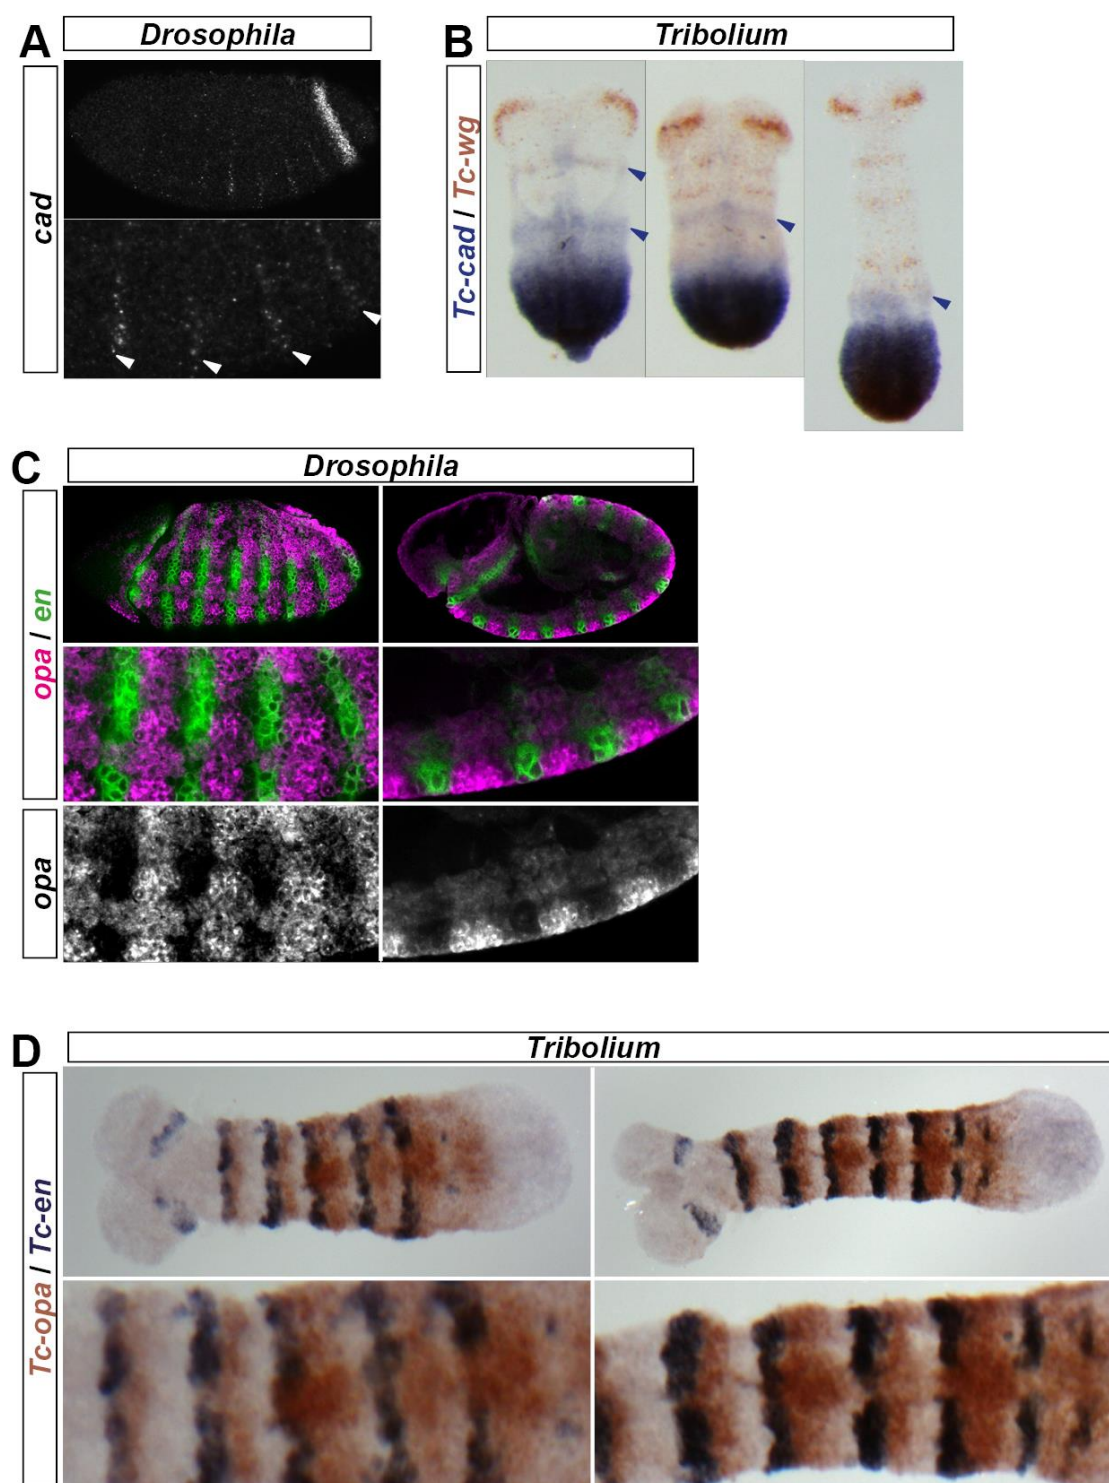 A
Drosophila
cad
B
Tribolium
Tc-cad / Tc-wg
C
Drosophila
opa / en
opa
D
Tribolium
Tc-opa / Tc-en